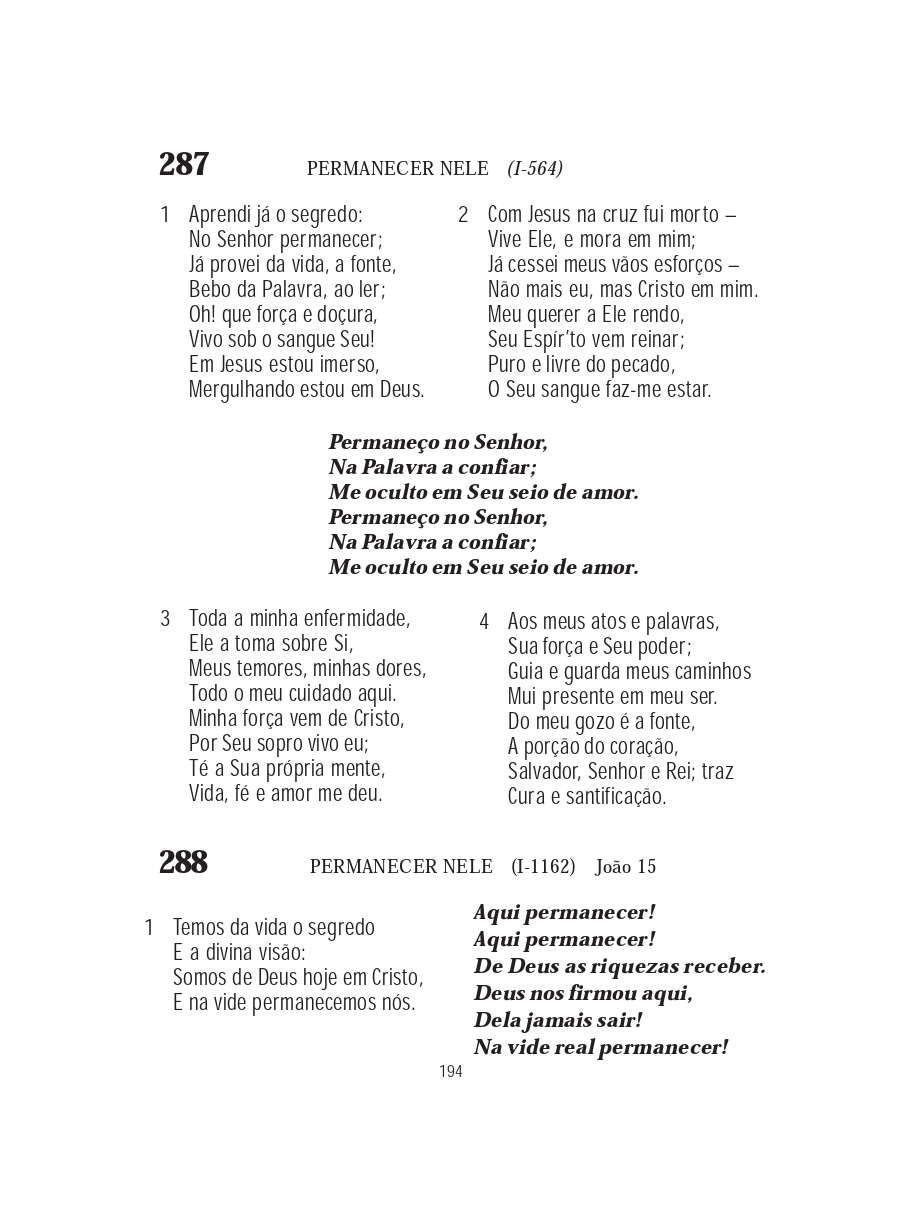 287 PERMANECER NELE (I-564)
1 Aprendi já o segredo:
No Senhor permanecer;
Já provei da vida, a fonte,
Bebo da Palavra, ao ler;
Oh! que força e doçura,
Vivo sob o sangue Seu!
Em Jesus estou imerso,
Mergulhando estou em Deus.
2 Com Jesus na cruz fui morto –
Vive Ele, e mora em mim;
Já cessei meus vãos esforços –
Não mais eu, mas Cristo em mim.
Meu querer a Ele rendo,
Seu Espír’to vem reinar;
Puro e livre do pecado,
O Seu sangue faz-me estar.
Permaneço no Senhor,
Na Palavra a confiar;
Me oculto em Seu seio de amor.
Permaneço no Senhor,
Na Palavra a confiar;
Me oculto em Seu seio de amor.
3 Toda a minha enfermidade,
Ele a toma sobre Si,
Meus temores, minhas dores,
Todo o meu cuidado aqui.
Minha força vem de Cristo,
Por Seu sopro vivo eu;
Té a Sua própria mente,
Vida, fé e amor me deu.
4 Aos meus atos e palavras,
Sua força e Seu poder;
Guia e guarda meus caminhos
Mui presente em meu ser.
Do meu gozo é a fonte,
A porção do coração,
Salvador, Senhor e Rei; traz
Cura e santificação.
288 PERMANECER NELE (I-1162) João 15
1 Temos da vida o segredo
E a divina visão:
Somos de Deus hoje em Cristo,
E na vide permanecemos nós.
Aqui permanecer!
Aqui permanecer!
De Deus as riquezas receber.
Deus nos firmou aqui,
Dela jamais sair!
Na vide real permanecer!
194